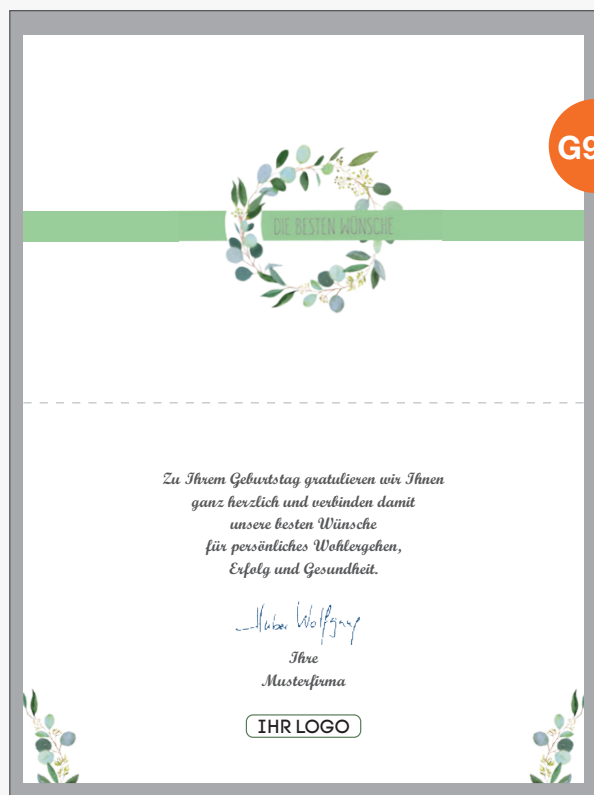 G9
DIE BESTEN WÜNSCHE
Zu Ihrem Geburtstag gratulieren wir Ihnen
ganz herzlich und verbinden damit
unsere besten Wünsche
für persönliches Wohlergehen,
Erfolg und Gesundheit.
Huber Wolfgang
Ihre
Musterfirma
IHR LOGO